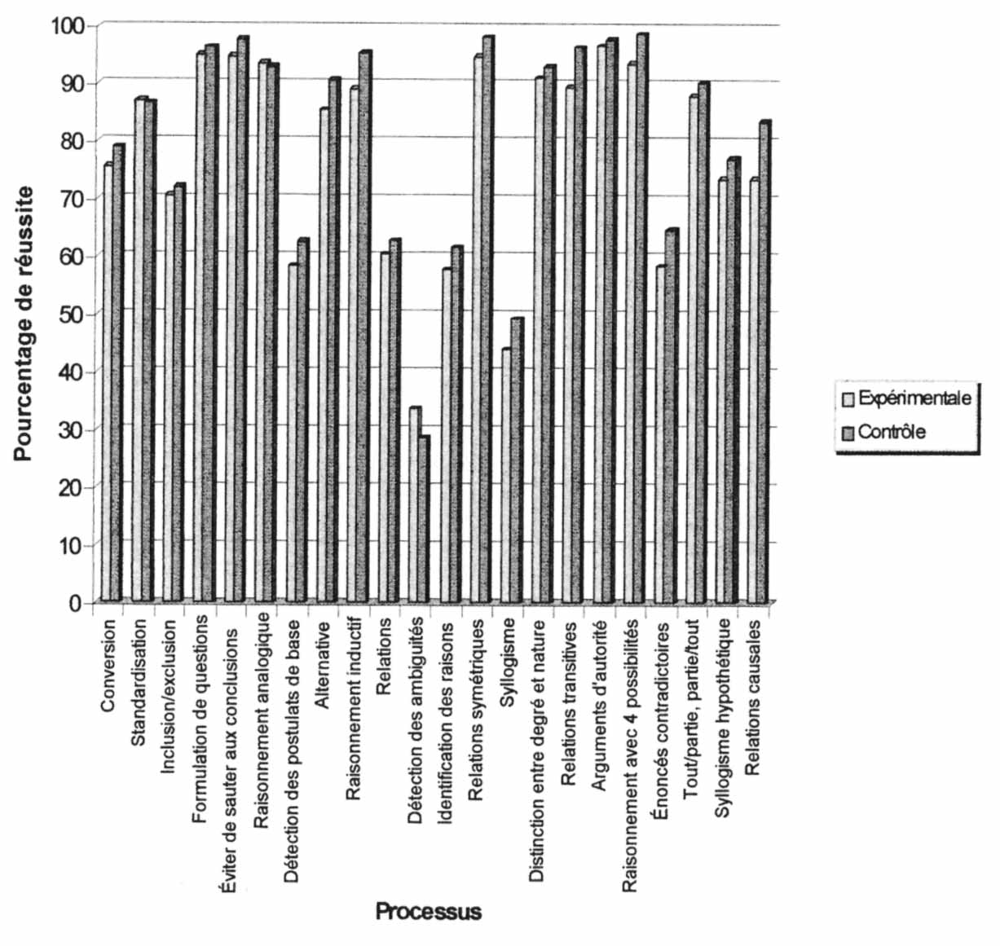 100
90
80
70
60
50
40
30
20
10
0
Pourcentage de réussite
Conversion
Standardisation
Inclusion/exclusion
Formulation de questions
Éviter de sauter aux conclusions
Raisonnement analogique
Détection des postulats de base
Alternative
Raisonnement inductif
Relations
Détection des ambiguités
Identification des raisons
Relations symétriques
Syllogisme
Distinction entre degré et nature
Relations transitives
Arguments d'autorité
Raisonnement avec 4 possibilités
Énoncés contradictoires
Tout/partie, partie/tout
Syllogisme hypothétique
Relations causales
Processus
Expérimentale
Contrôle